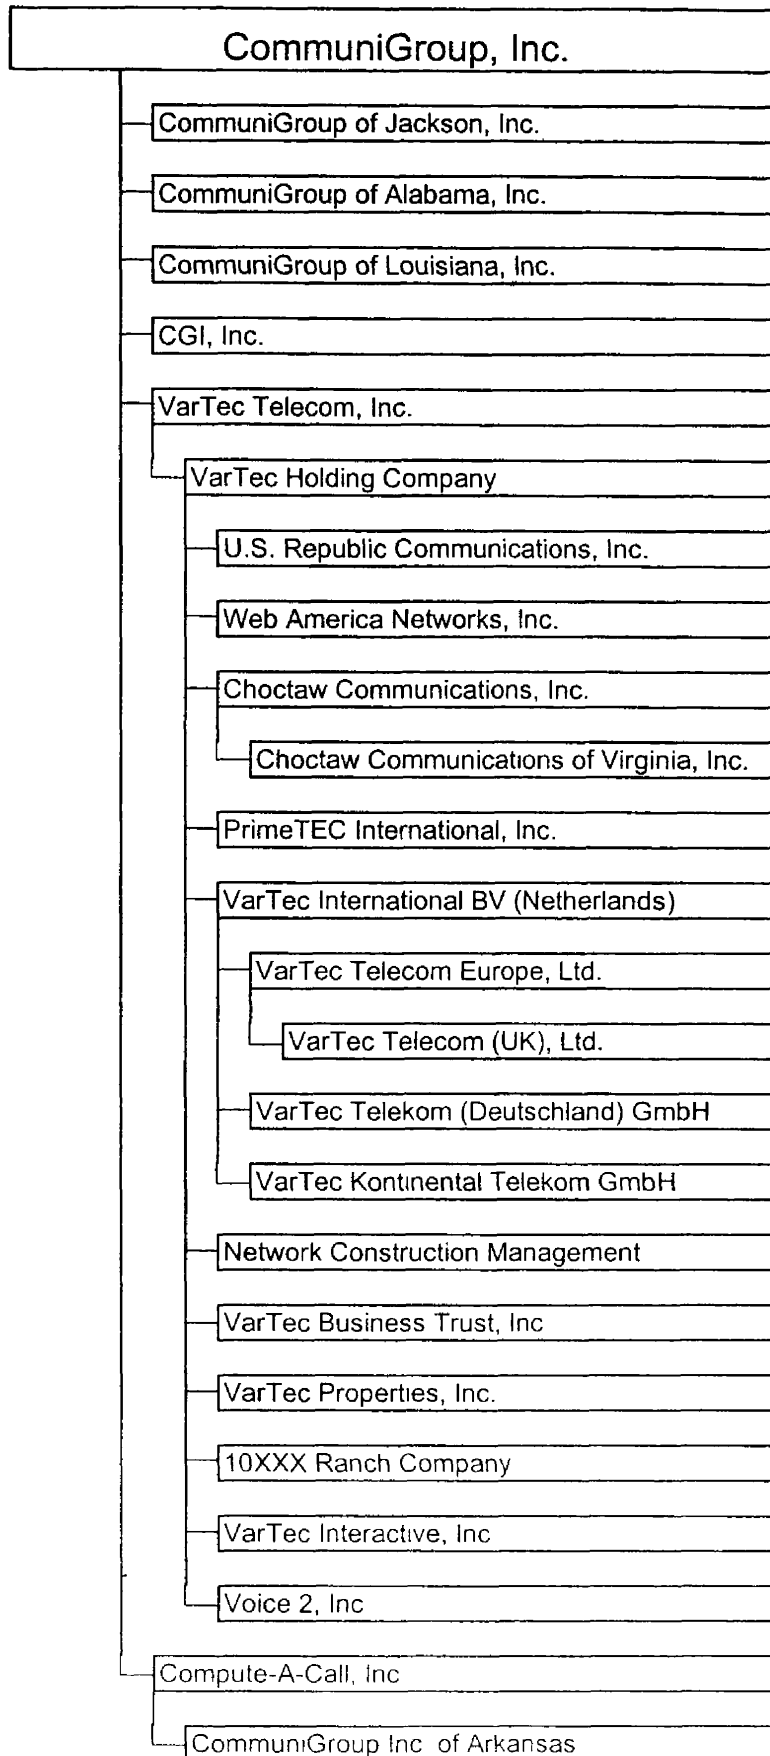 CommuniGroup, Inc.
CommuniGroup of Jackson, Inc.
CommuniGroup of Alabama, Inc.
CommuniGroup of Louisiana, Inc.
CGI, Inc.
VarTec Telecom, Inc.
VarTec Holding Company
U.S. Republic Communications, Inc.
Web America Networks, Inc.
Choctaw Communications, Inc.
Choctaw Communications of Virginia, Inc.
PrimeTEC International, Inc.
VarTec International BV (Netherlands)
VarTec Telecom Europe, Ltd.
VarTec Telecom (UK), Ltd.
VarTec Telekom (Deutschland) GmbH
VarTec Kontinental Telekom GmbH
Network Construction Management
VarTec Business Trust, Inc
VarTec Properties, Inc.
10XXX Ranch Company
VarTec Interactive, Inc
Voice 2, Inc
Compute-A-Call, Inc
CommuniGroup Inc of Arkansas